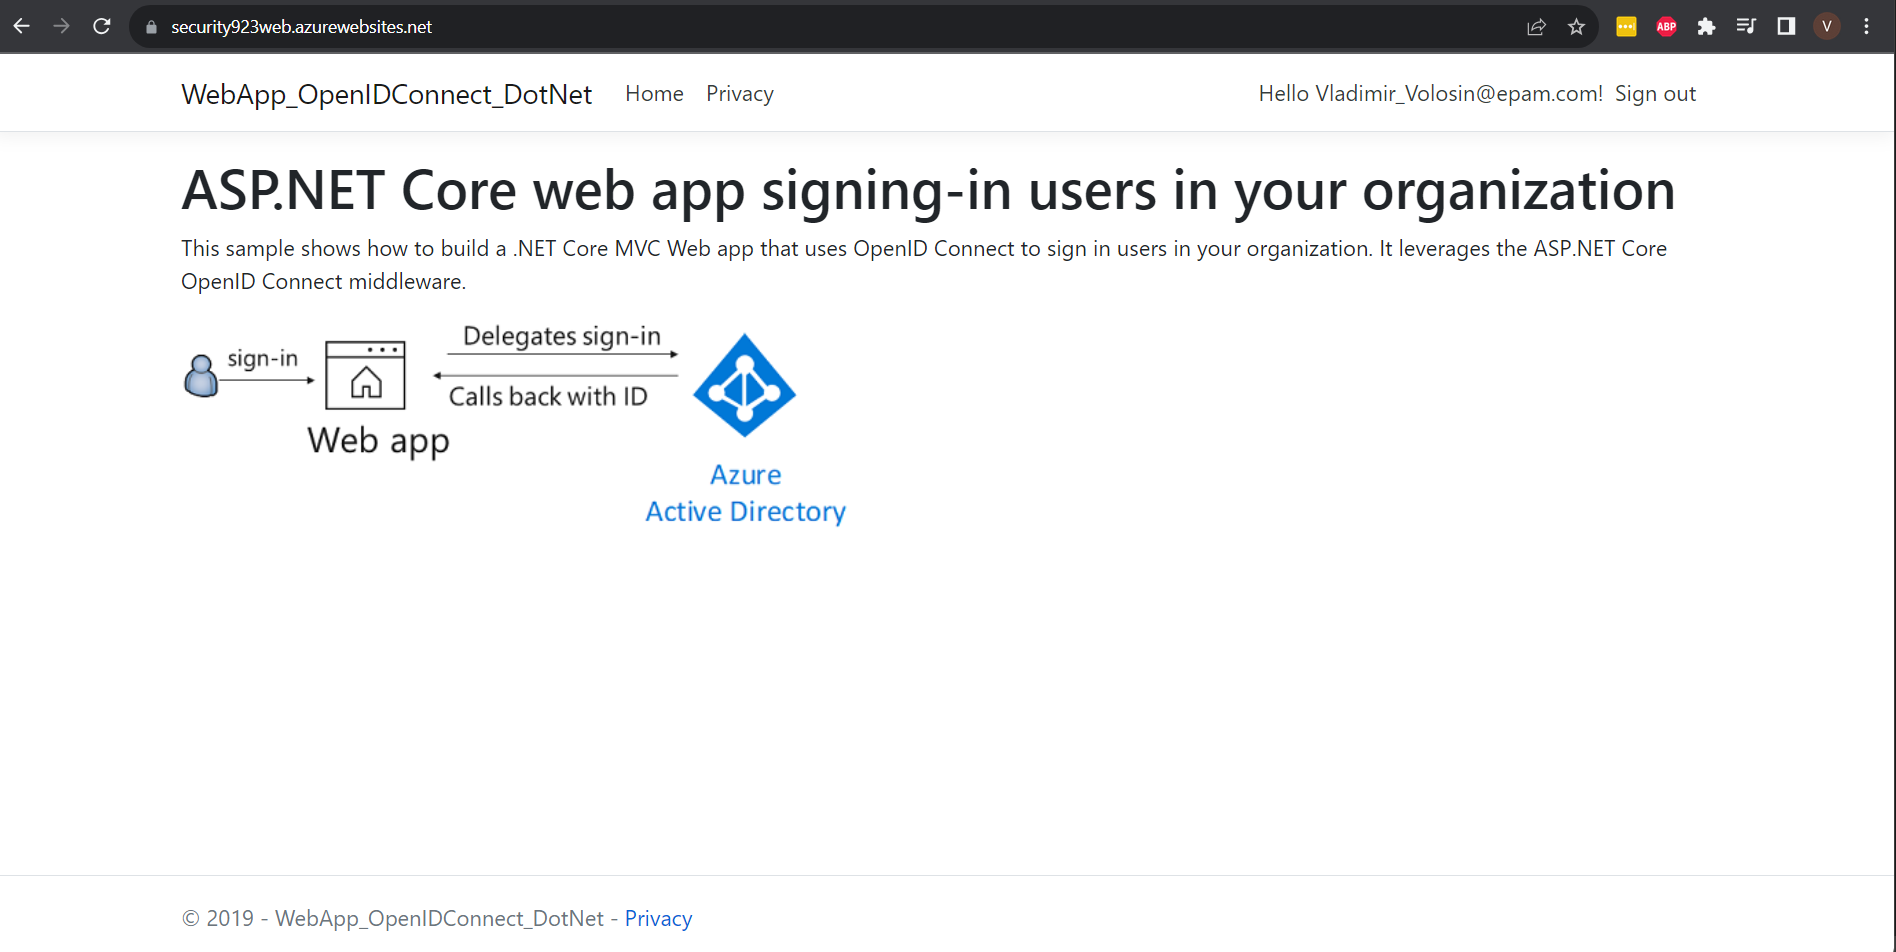 security923web.azurewebsites.net
ABP
V
WebApp_OpenIDConnect_DotNet Home Privacy Hello Vladimir_Volosin@epam.com! Sign out
ASP.NET Core web app signing-in users in your organization
This sample shows how to build a .NET Core MVC Web app that uses OpenID Connect to sign in users in your organization. It leverages the ASP.NET Core
OpenID Connect middleware.
sign-in
Delegates sign-in
Calls back with ID
Web app
Azure
Active Directory
© 2019 - WebApp_OpenIDConnect_DotNet - Privacy